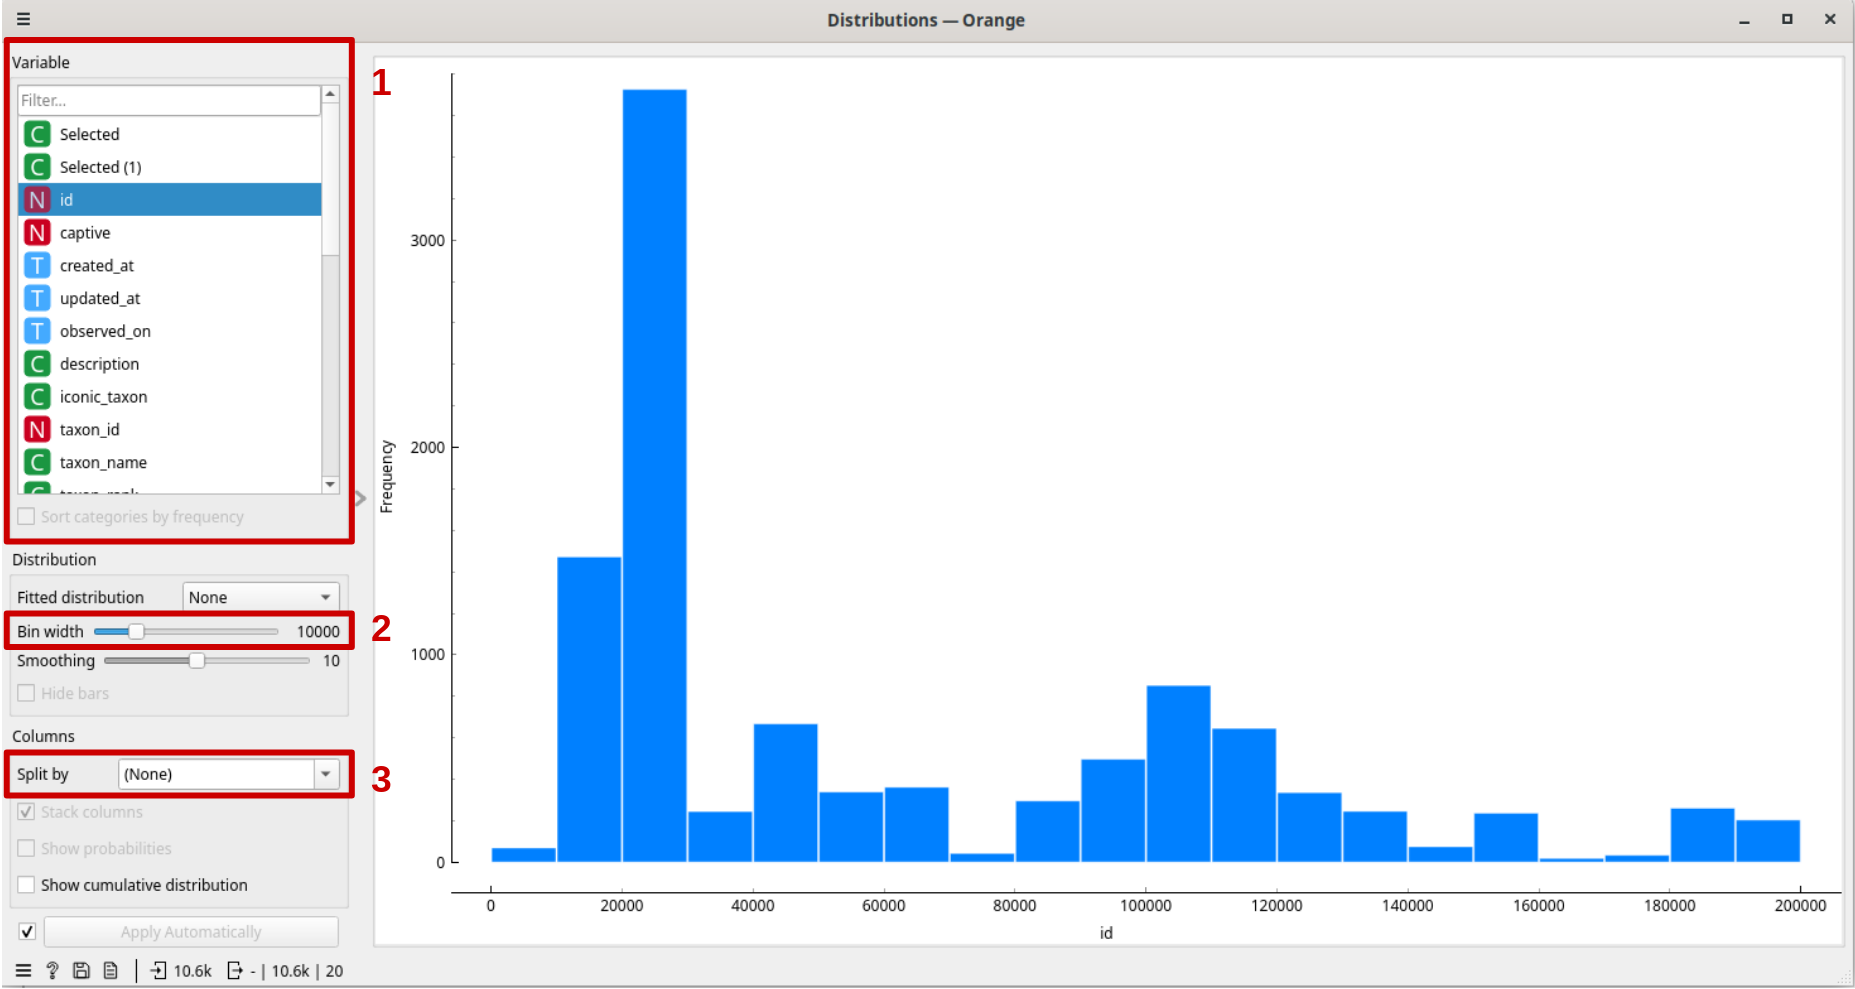 Distributions — Orange
Variable
1
Filter...
C Selected
C Selected (1)
N id
N captive
T created_at
T updated_at
T observed_on
C description
C iconic_taxon
N taxon_id
C taxon_name
C taxon_rank
Sort categories by frequency
Distribution
Fitted distribution None
Bin width 10000
2
Smoothing 10
Hide bars
Columns
Split by (None)
3
Stack columns
Show probabilities
Show cumulative distribution
Apply Automatically
? 10.6k - | 10.6k | 20
Frequency
3000
2000
1000
0
0 20000 40000 60000 80000 100000 120000 140000 160000 180000 200000
id